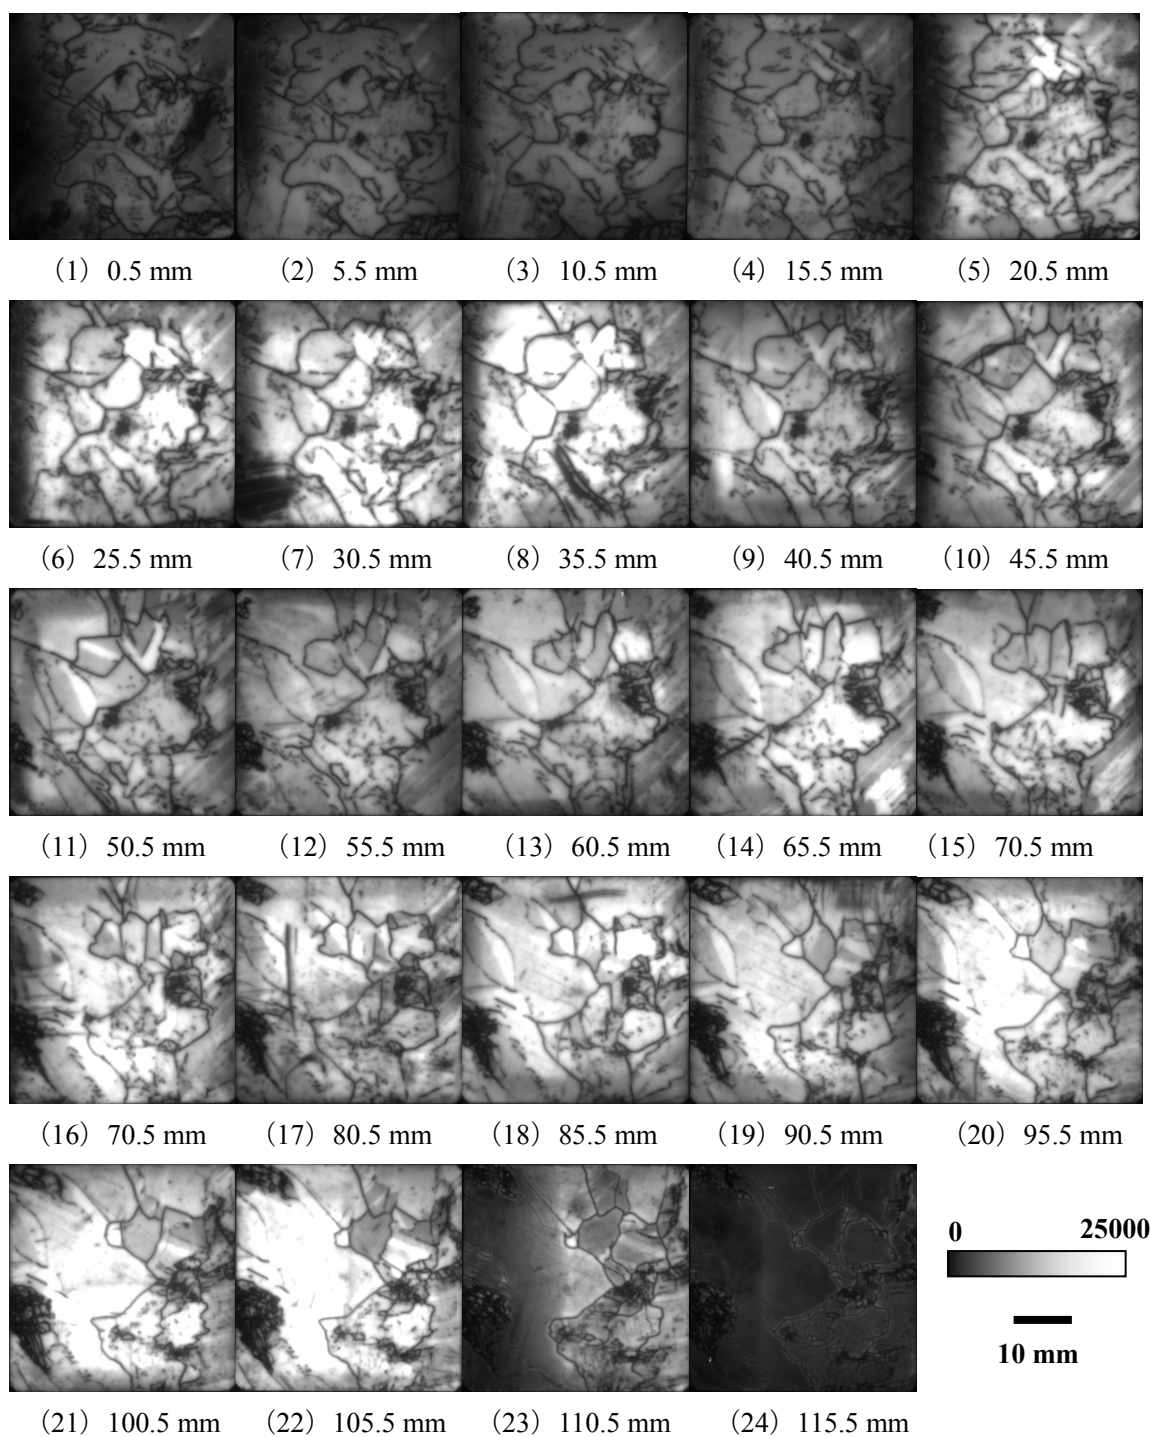 （1）0.5 mm （2）5.5 mm （3）10.5 mm （4）15.5 mm （5）20.5 mm
（6）25.5 mm （7）30.5 mm （8）35.5 mm （9）40.5 mm （10）45.5 mm
（11）50.5 mm （12）55.5 mm （13）60.5 mm （14）65.5 mm （15）70.5 mm
（16）70.5 mm （17）80.5 mm （18）85.5 mm （19）90.5 mm （20）95.5 mm
0 25000
10 mm
（21）100.5 mm （22）105.5 mm （23）110.5 mm （24）115.5 mm